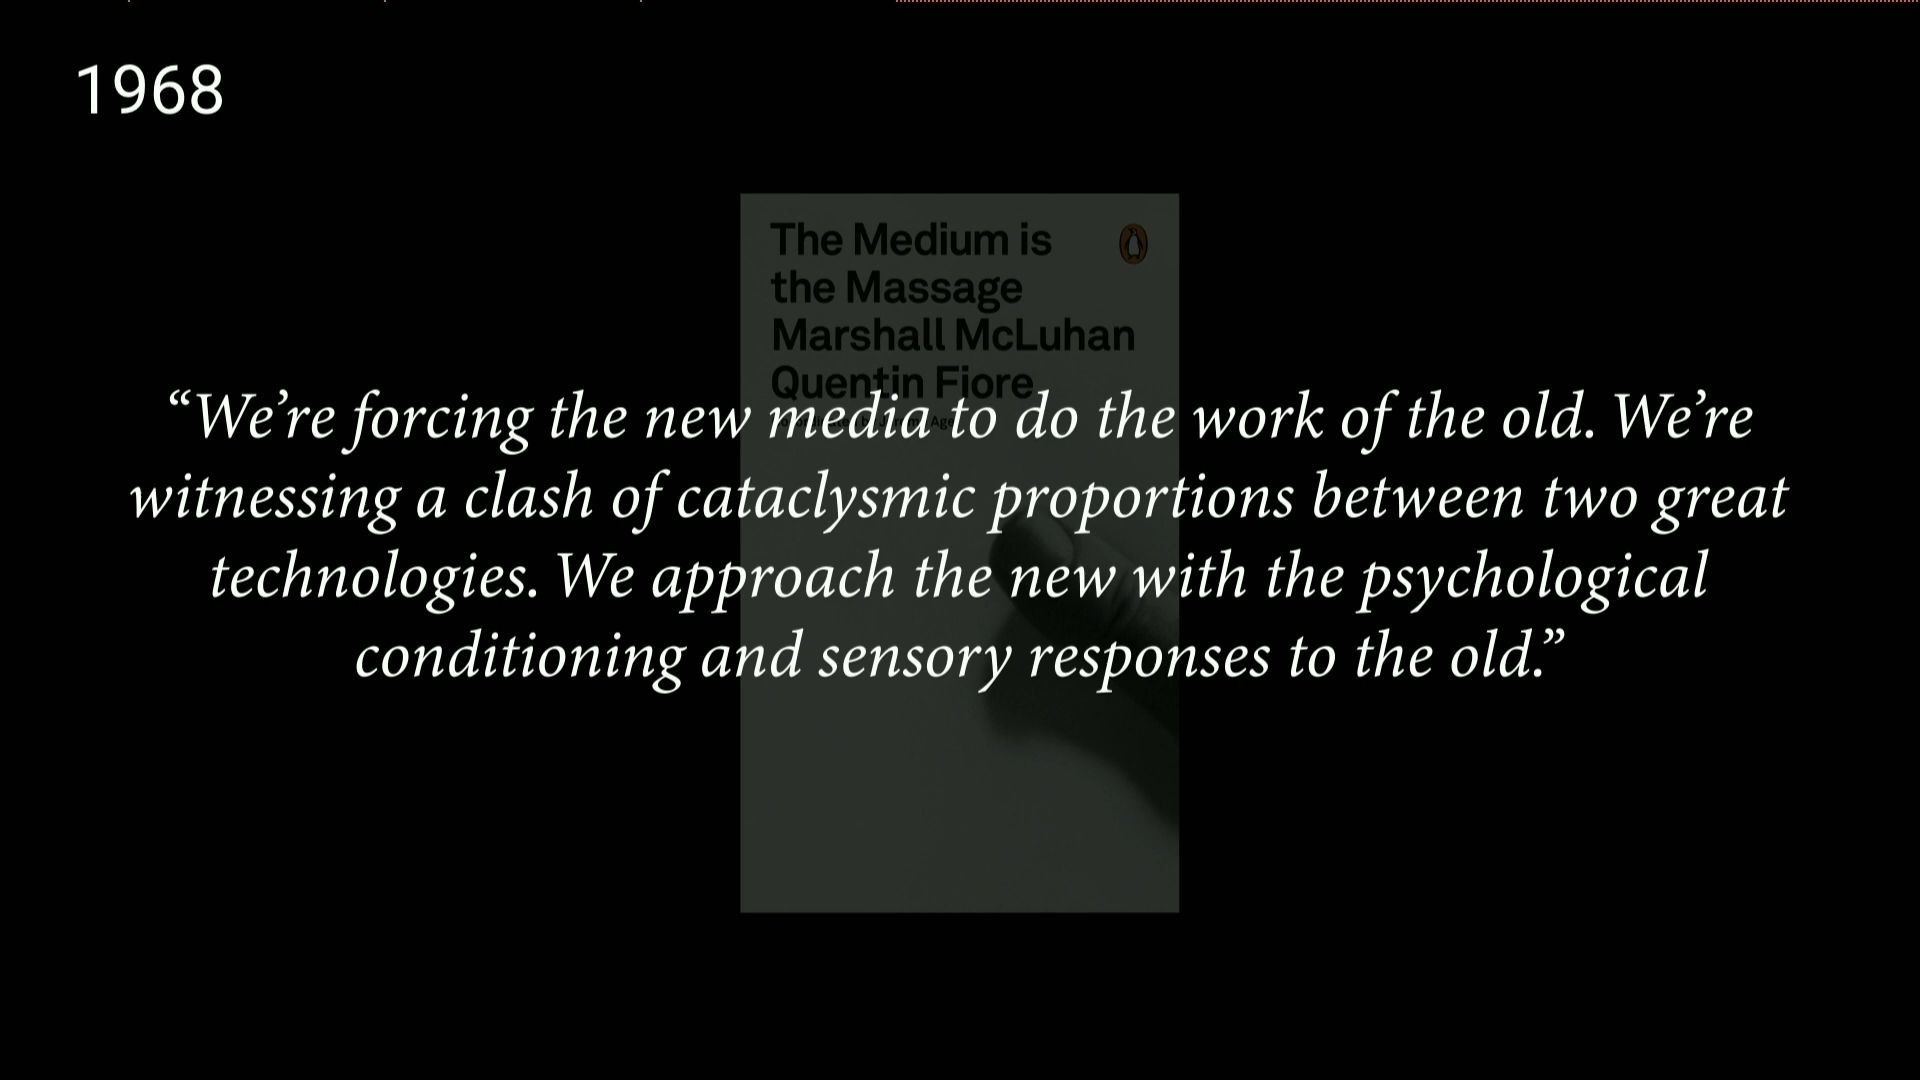 1968
The Medium is
the Massage
Marshall McLuhan
Quentin Fiore
“We’re forcing the new media to do the work of the old. We’re
witnessing a clash of cataclysmic proportions between two great
technologies. We approach the new with the psychological
conditioning and sensory responses to the old.”